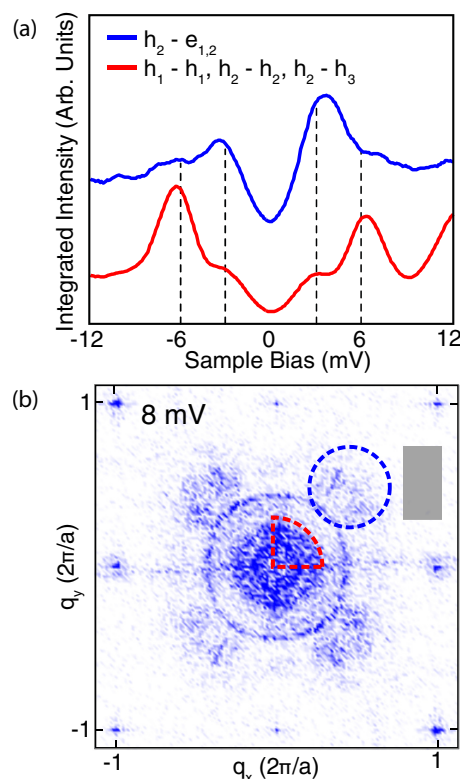 (a)
h2 - e1,2
h1 - h1, h2 - h2, h2 - h3
Integrated Intensity (Arb. Units)
-12 -6 0 6 12
Sample Bias (mV)
(b)
8 mV
1
-1
qy (2π/a)
-1 1
qx (2π/a)